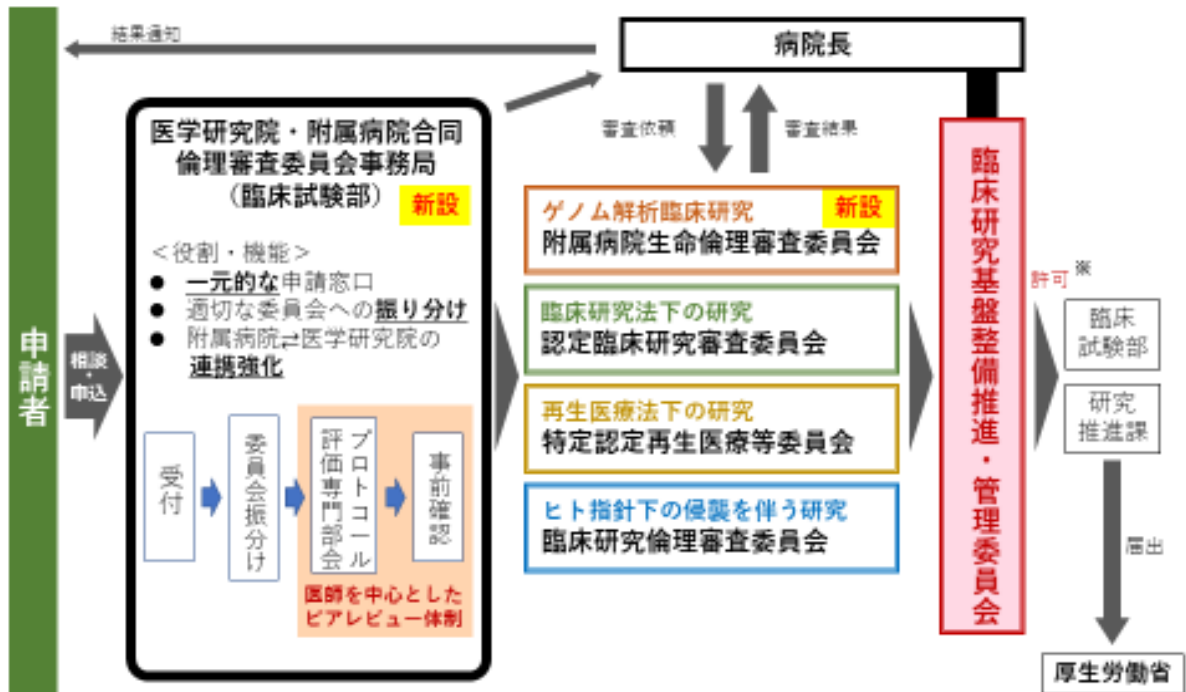 結果通知
病院長
申請者
相談
・
申込
医学研究院・附属病院合同
倫理審査委員会事務局
（臨床試験部）
新設
＜役割・機能＞
● 一元的な申請窓口
● 適切な委員会への振り分け
● 附属病院⇄医学研究院の
連携強化
受付
委員会振分け
プロトコール
評価専門部会
事前確認
医師を中心とした
ピアレビュー体制
審査依頼
審査結果
ゲノム解析臨床研究
新設
附属病院生命倫理審査委員会
臨床研究法下の研究
認定臨床研究審査委員会
再生医療法下の研究
特定認定再生医療等委員会
ヒト指針下の侵襲を伴う研究
臨床研究倫理審査委員会
臨床研究基盤整備推進・管理委員会
許可※
臨床
試験部
研究
推進課
届出
厚生労働省